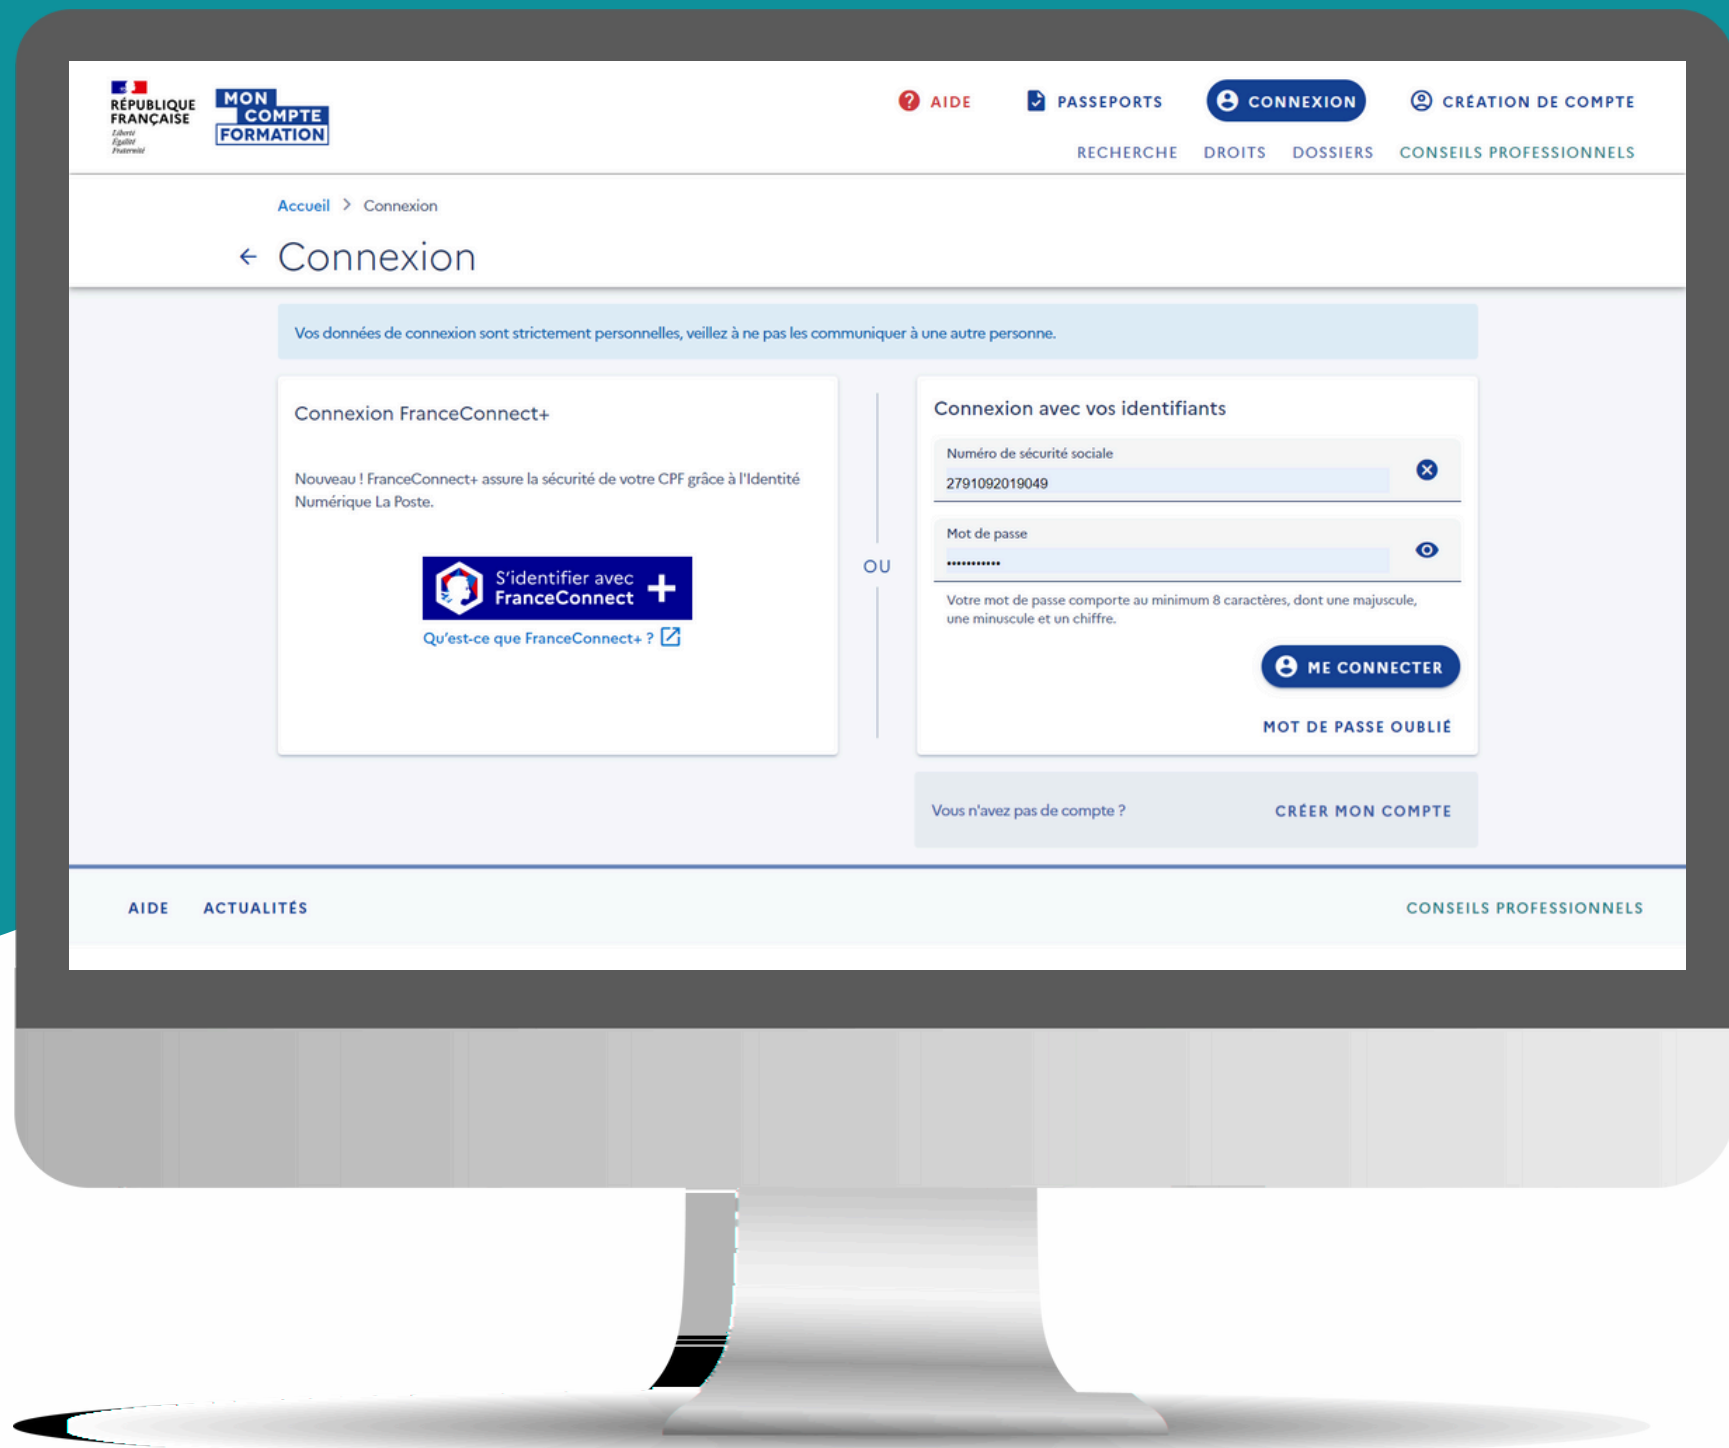 RÉPUBLIQUE
FRANÇAISE
Liberté
Égalité
Fraternité
MON
COMPTE
FORMATION
AIDE
PASSEPORTS
CONNEXION
CRÉATION DE COMPTE
RECHERCHE
DROITS
DOSSIERS
CONSEILS PROFESSIONNELS
Accueil > Connexion
← Connexion
Vos données de connexion sont strictement personnelles, veillez à ne pas les communiquer à une autre personne.
Connexion FranceConnect+
Nouveau ! FranceConnect+ assure la sécurité de votre CPF grâce à l'Identité
Numérique La Poste.
S'identifier avec
FranceConnect +
Qu'est-ce que FranceConnect+ ?
OU
Connexion avec vos identifiants
Numéro de sécurité sociale
2791092019049
Mot de passe
•••••••••••
Votre mot de passe comporte au minimum 8 caractères, dont une majuscule,
une minuscule et un chiffre.
ME CONNECTER
MOT DE PASSE OUBLIÉ
Vous n'avez pas de compte ?
CRÉER MON COMPTE
AIDE
ACTUALITÉS
CONSEILS PROFESSIONNELS